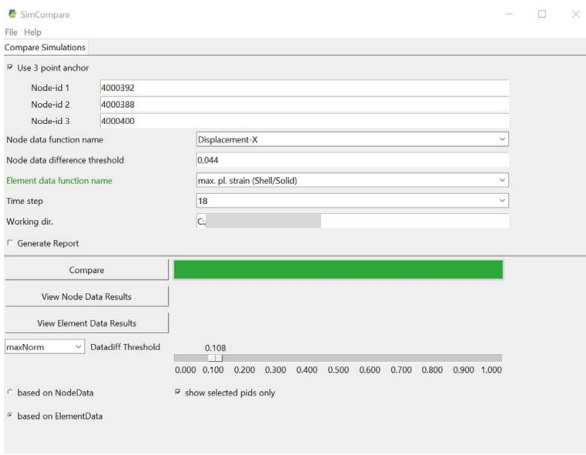 SimCompare
File Help
Compare Simulations
Use 3 point anchor
Node-id 1 4000392
Node-id 2 4000388
Node-id 3 4000400
Node data function name Displacement-X
Node data difference threshold 0,044
Element data function name max. pl. strain (Shell/Solid)
Time step 18
Working dir. C:
Generate Report
Compare
View Node Data Results
View Element Data Results
maxNorm Datadiff Threshold 0.108
0.000 0.100 0.200 0.300 0.400 0.500 0.600 0.700 0.800 0.900 1.000
based on NodeData show selected pids only
based on ElementData